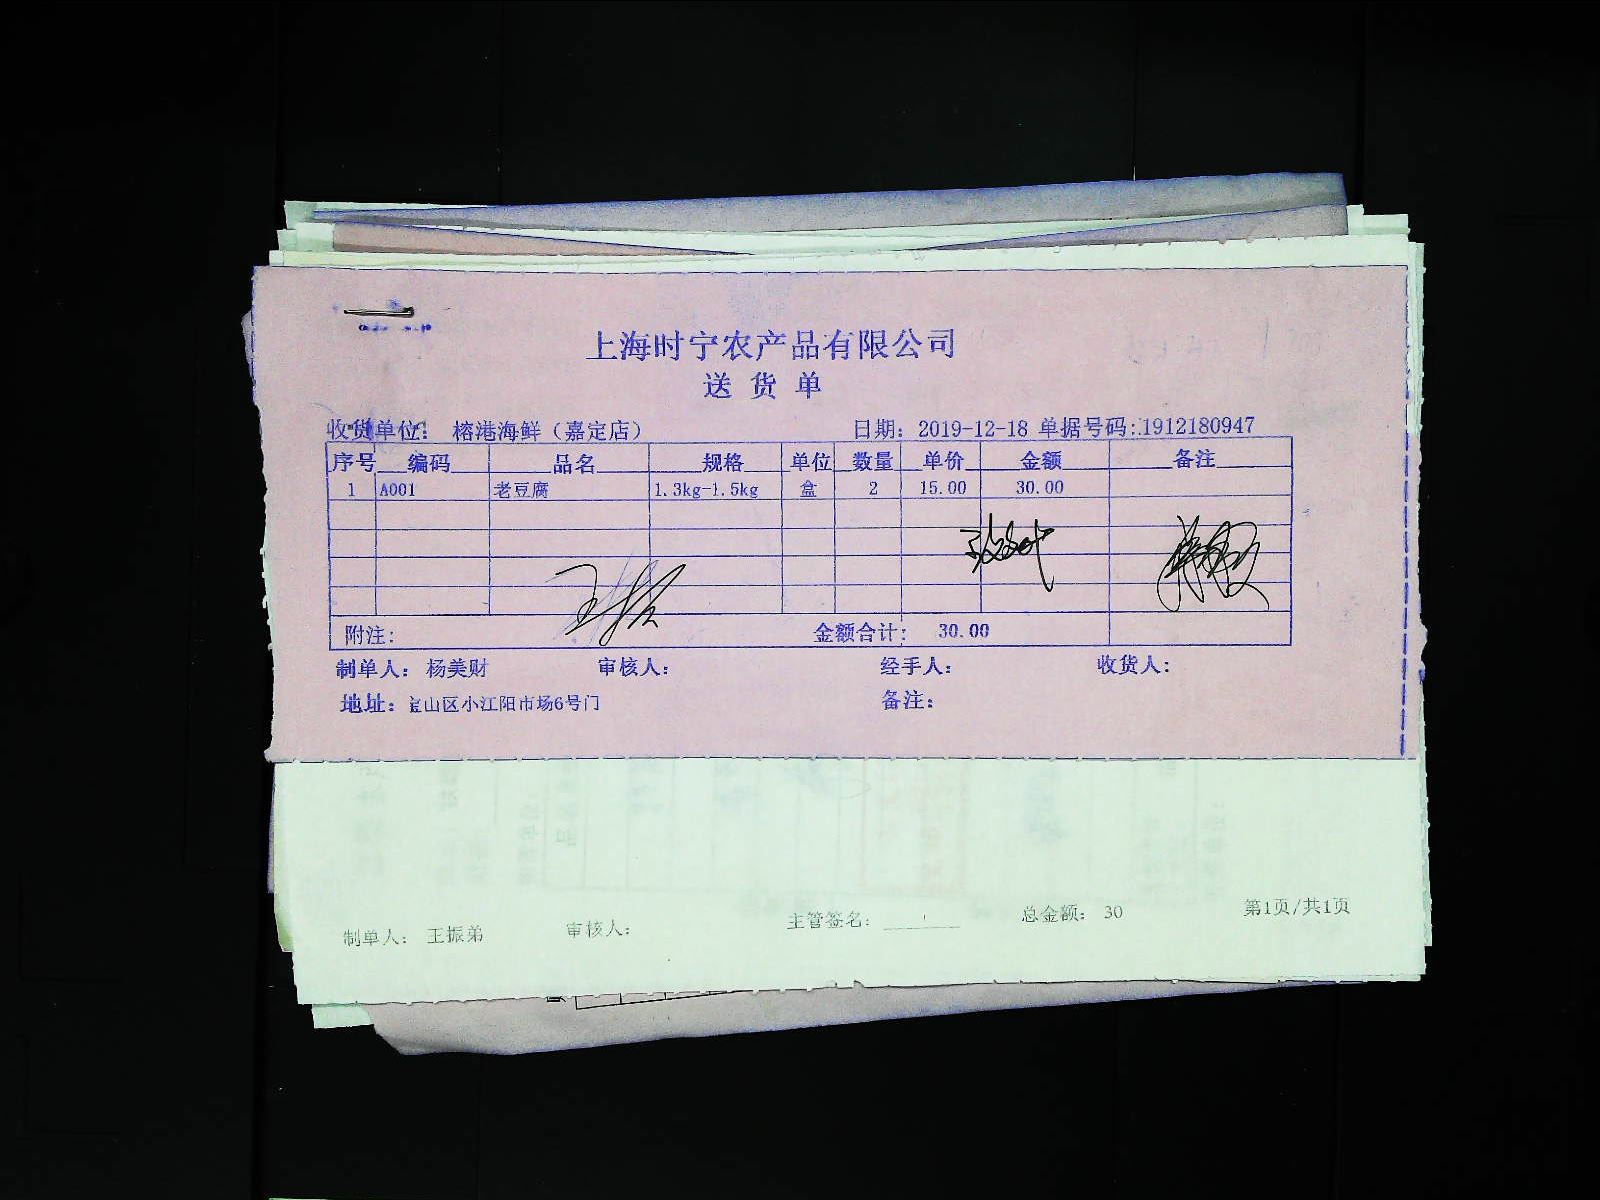 上海时宁农产品有限公司
送 货 单
收货单位： 榕港海鲜（嘉定店） 日期：2019-12-18 单据号码：1912180947
序号 编码 品名 规格 单位 数量 单价 金额 备注
1 A001 老豆腐 1.3kg-1.5kg 盒 2 15.00 30.00
附注： 金额合计： 30.00
制单人： 杨美财 审核人： 经手人： 收货人：
地址：宝山区小江阳市场6号门 备注：
制单人： 王振弟 审核人： 主管签名： 总金额： 30 第1页/共1页